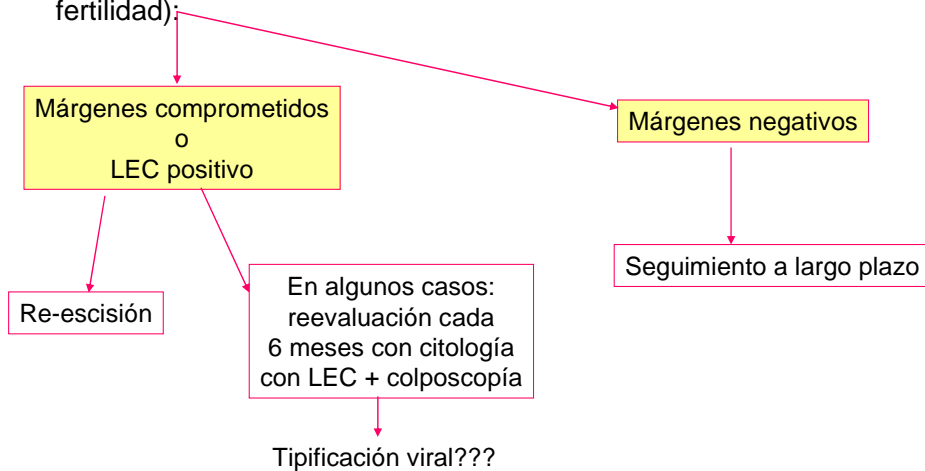 fertilidad):
Márgenes comprometidos
o
LEC positivo
Márgenes negativos
Re-escisión
En algunos casos:
reevaluación cada
6 meses con citología
con LEC + colposcopía
Seguimiento a largo plazo
Tipificación viral???